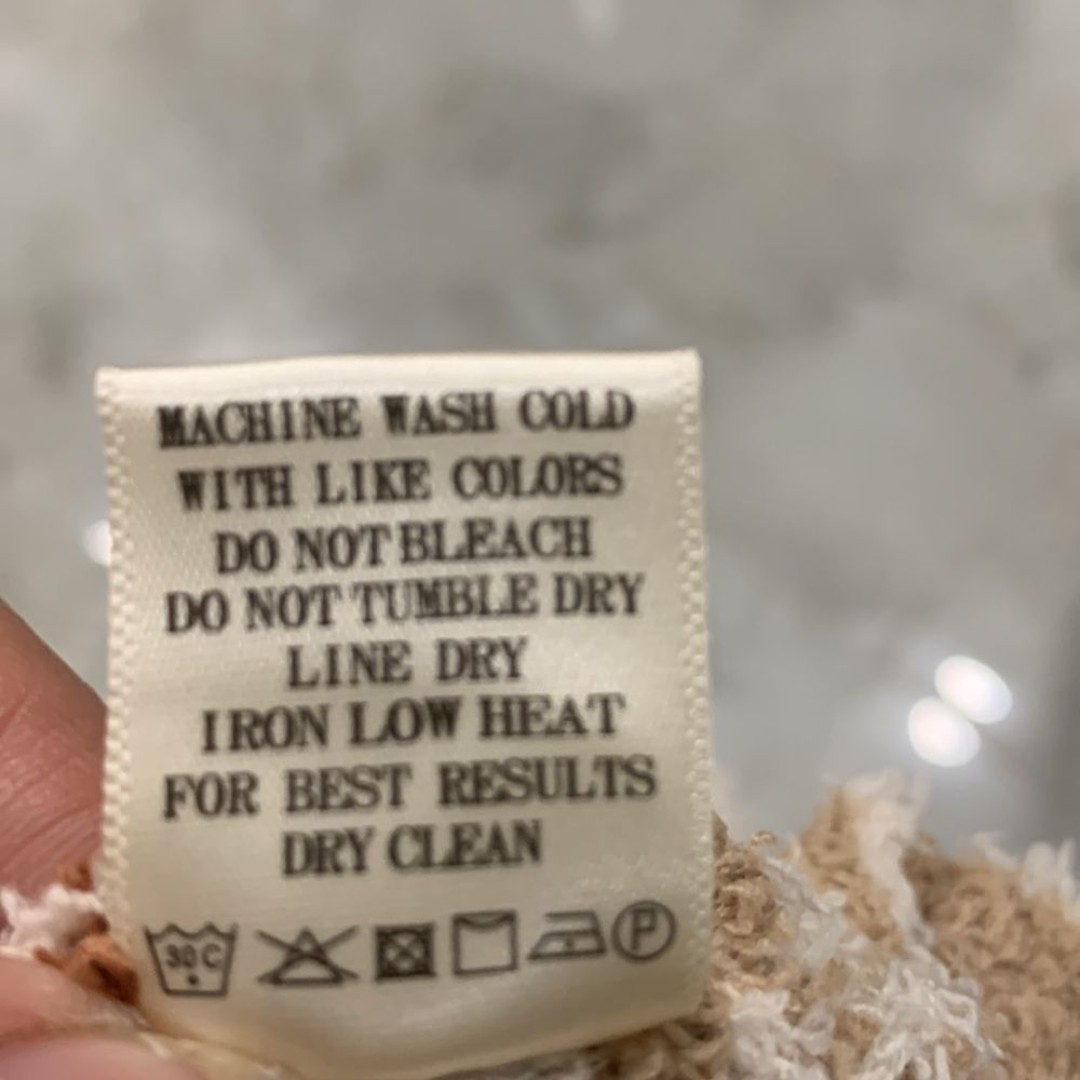 MACHINE WASH COLD
WITH LIKE COLORS
DO NOT BLEACH
DO NOT TUMBLE DRY
LINE DRY
IRON LOW HEAT
FOR BEST RESULTS
DRY CLEAN
30C P